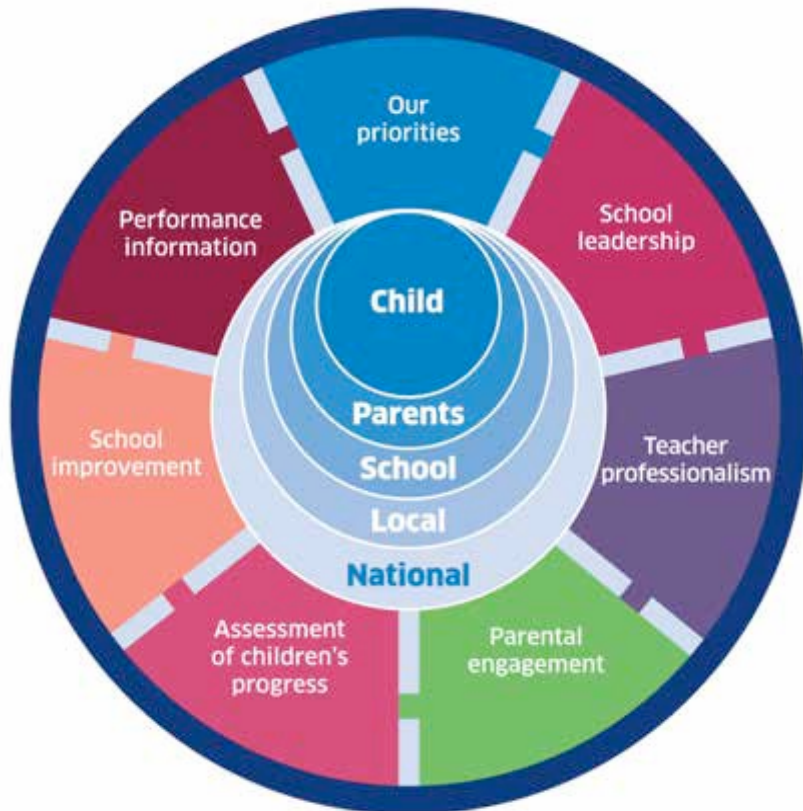 Our
priorities
School
leadership
Teacher
professionalism
Parental
engagement
Assessment
of children's
progress
School
improvement
Performance
information
Child
Parents
School
Local
National